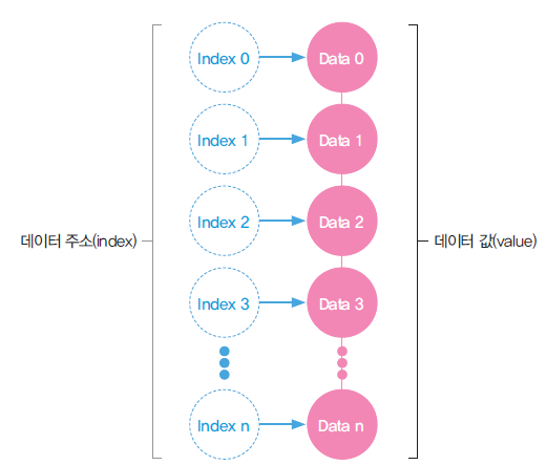 Index 0 Data 0
Index 1 Data 1
Index 2 Data 2
데이터 주소(index) 데이터 값(value)
Index 3 Data 3
Index n Data n